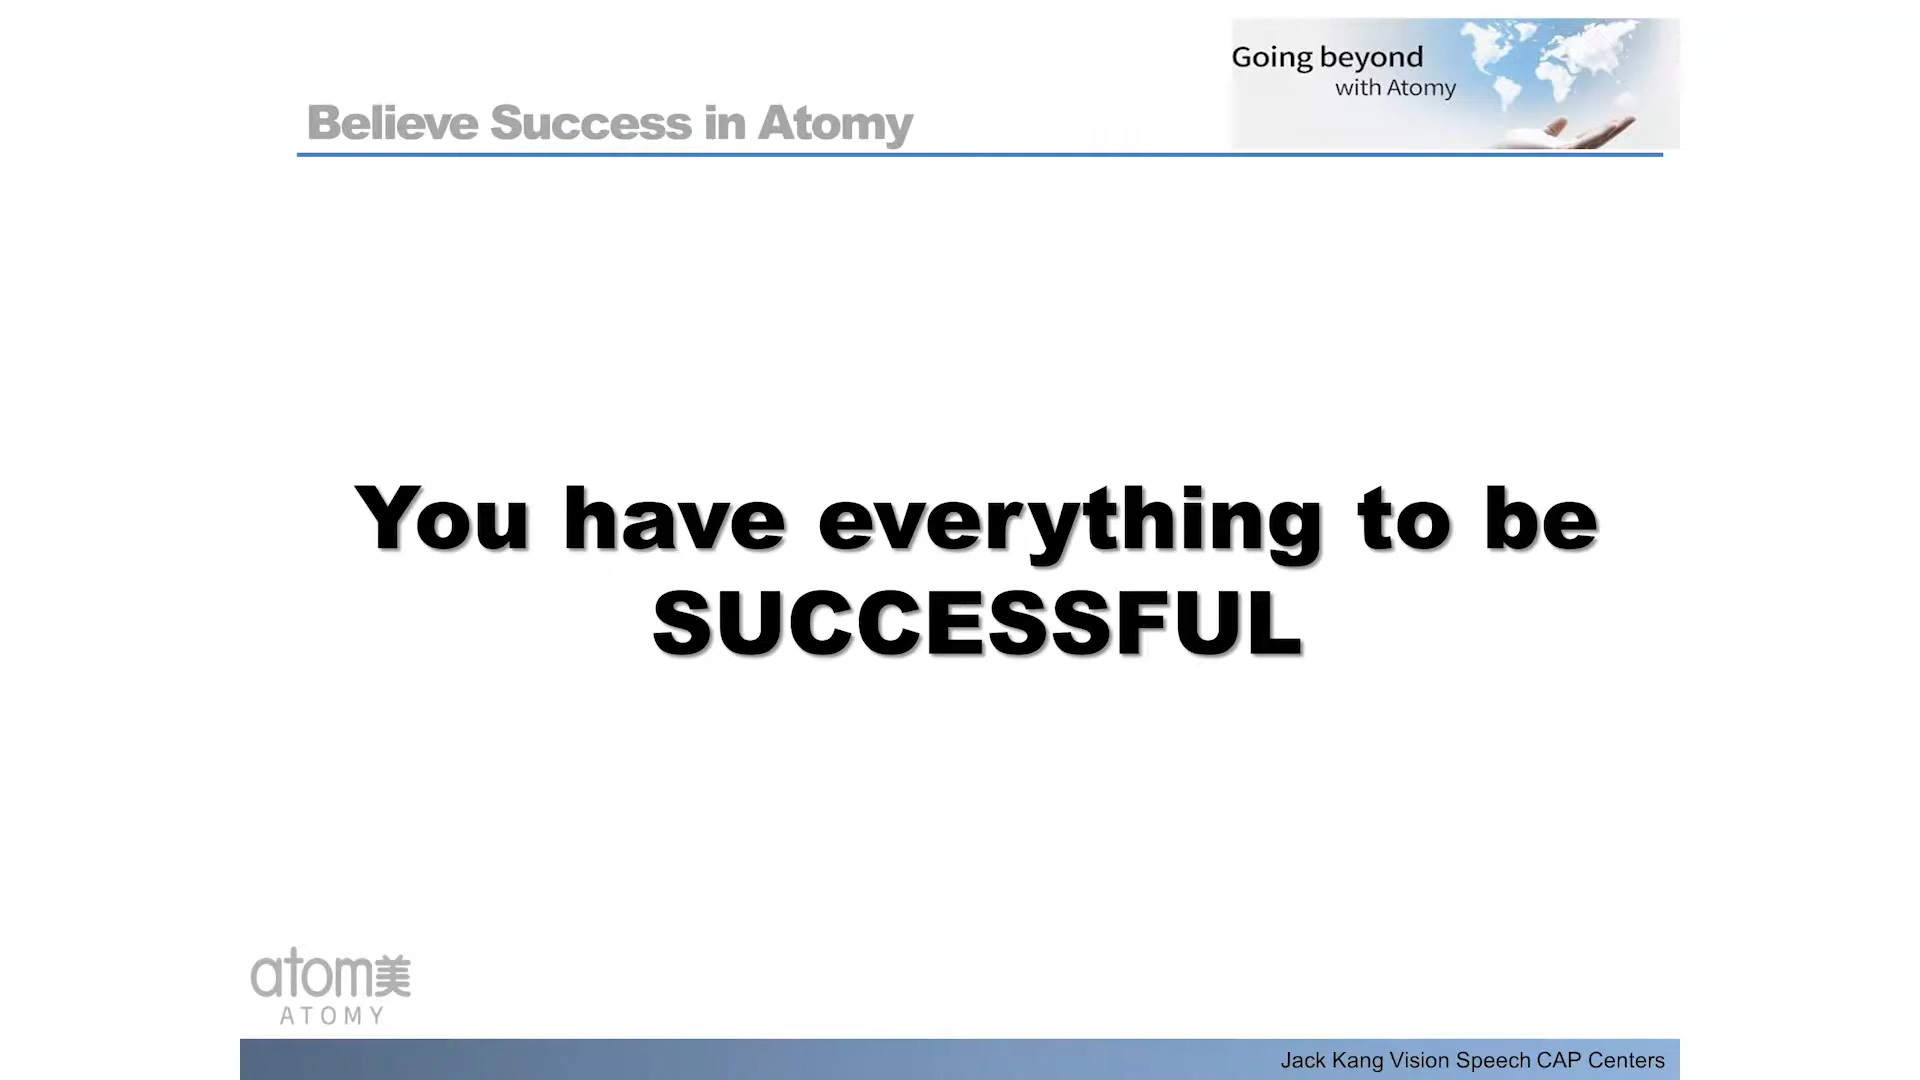 Going beyond
with Atomy
Believe Success in Atomy
You have everything to be
SUCCESSFUL
atom美
ATOMY
Jack Kang Vision Speech CAP Centers